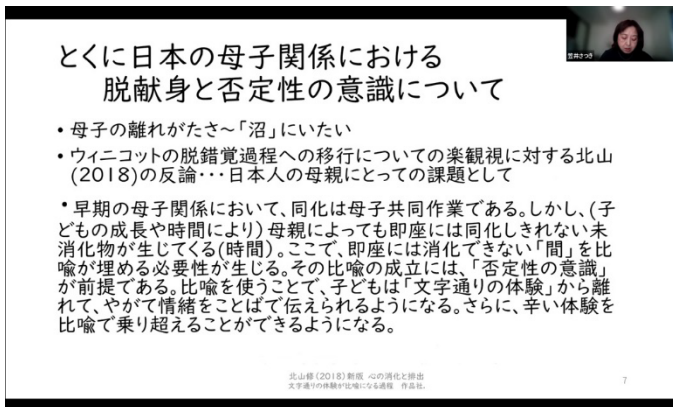 とくに日本の母子関係における
脱献身と否定性の意識について
• 母子の離れがたさ～「沼」にいたい
• ウィニコットの脱錯覚過程への移行についての楽観視に対する北山
(2018)の反論・・・日本人の母親にとっての課題として
• 早期の母子関係において、同化は母子共同作業である。しかし、(子
どもの成長や時間により)母親によっても即座には同化しきれない未
消化物が生じてくる(時間)。ここで、即座には消化できない「間」を比
喩が埋める必要性が生じる。その比喩の成立には、「否定性の意識」
が前提である。比喩を使うことで、子どもは「文字通りの体験」から離
れて、やがて情緒をことばで伝えられるようになる。さらに、辛い体験を
比喩で乗り超えることができるようになる。
北山修(2018)新版 心の消化と排出
文字通りの体験が比喩になる過程 作品社.
7
笠井さつき